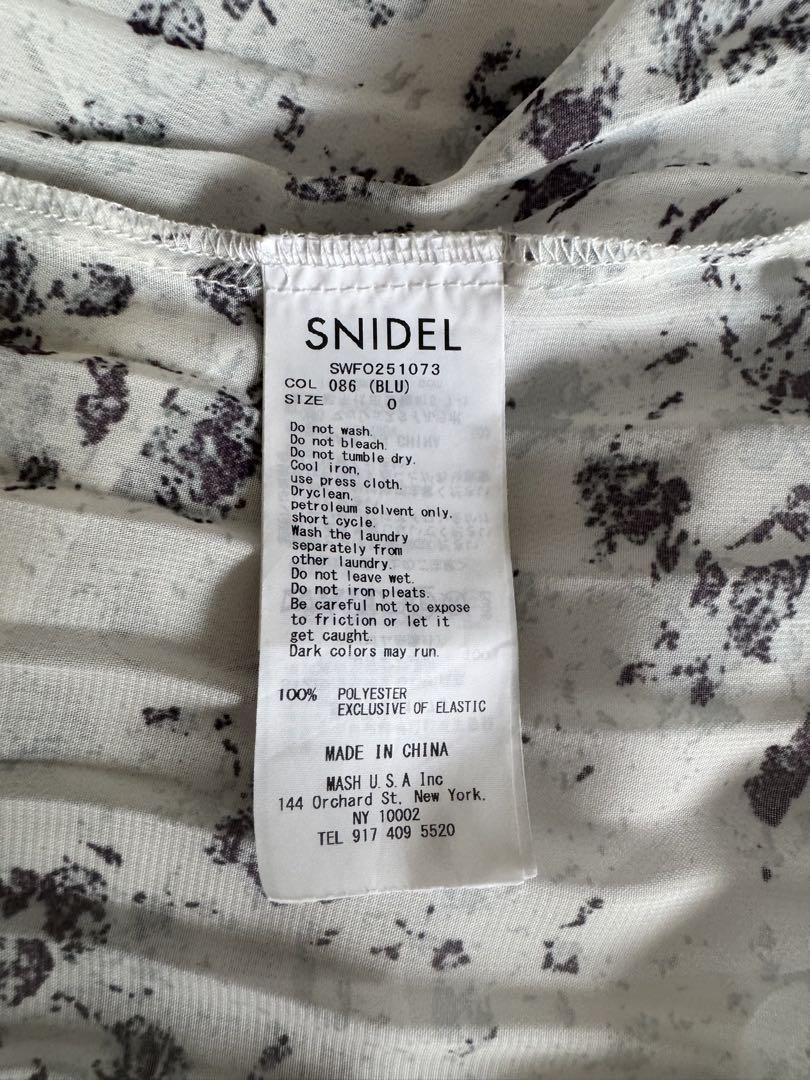 SNIDEL
SWFO251073
COL 086 (BLU)
SIZE 0
Do not wash.
Do not bleach.
Do not tumble dry.
Cool iron,
use press cloth.
Dryclean,
petroleum solvent only,
short cycle.
Wash the laundry
separately from
other laundry.
Do not leave wet.
Do not iron pleats.
Be careful not to expose
to friction or let it
get caught.
Dark colors may run.
100% POLYESTER
EXCLUSIVE OF ELASTIC
MADE IN CHINA
MASH U.S.A Inc
144 Orchard St, New York.
NY 10002
TEL 917 409 5520